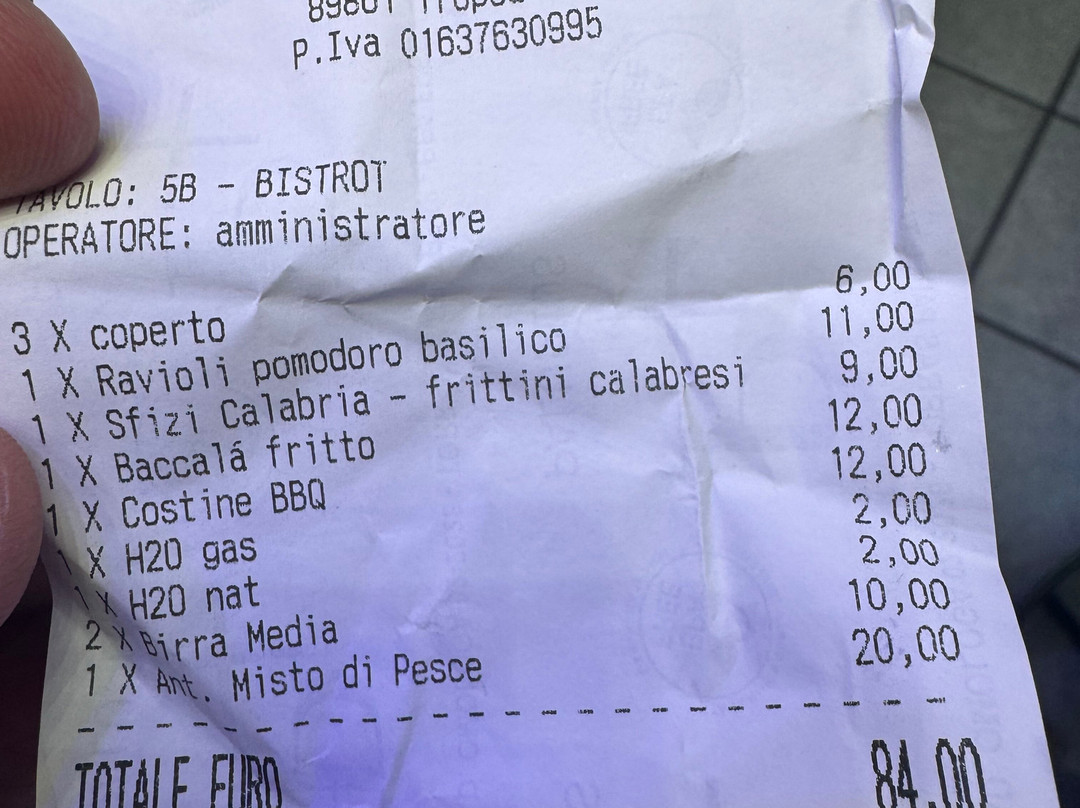 P.Iva 01637630995
TAVOLO: 5B - BISTROT
OPERATORE: amministratore
3 X coperto 6,00
1 X Ravioli pomodoro basilico 11,00
1 X Sfizi Calabria - frittini calabresi 9,00
1 X Baccalá fritto 12,00
1 X Costine BBQ 12,00
1 X H2O gas 2,00
1 X H2O nat 2,00
2 X Birra Media 10,00
1 X Ant. Misto di Pesce 20,00
TOTALE EURO 84,00